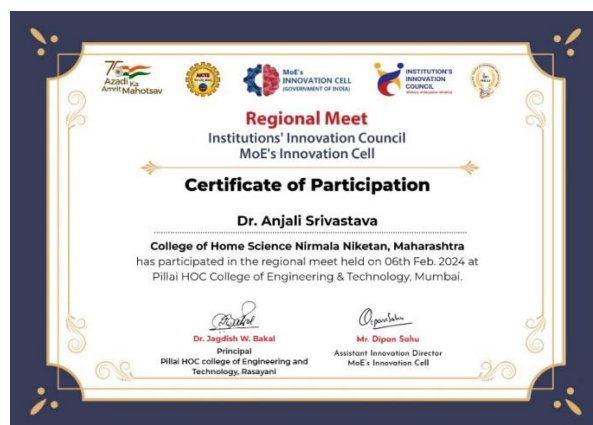 75
Azadi Ka
Amrit Mahotsav
AICTE
MoE's
INNOVATION CELL
(GOVERNMENT OF INDIA)
INSTITUTION'S
INNOVATION
COUNCIL
Regional Meet
Institutions' Innovation Council
MoE's Innovation Cell
Certificate of Participation
Dr. Anjali Srivastava
College of Home Science Nirmala Niketan, Maharashtra
has participated in the regional meet held on 06th Feb. 2024 at
Pillai HOC College of Engineering & Technology, Mumbai.
Dr. Jagdish W. Bakal
Principal
Pillai HOC college of Engineering and
Technology, Rasayani
Mr. Dipan Sahu
Assistant Innovation Director
MoE's Innovation Cell